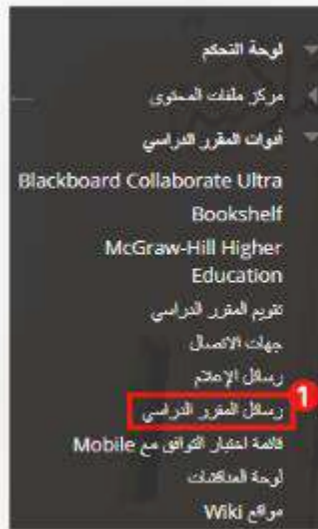 لوحة التحكم
مركز ملفات المحتوى
أدوات المقرر الدراسي
Blackboard Collaborate Ultra
Bookshelf
McGraw-Hill Higher
Education
تقويم المقرر الدراسي
جهات الاتصال
رسائل الإعلام
رسائل المقرر الدراسي 1
قائمة اختبار التوافق مع Mobile
لوحة المناقشات
مواقع Wiki